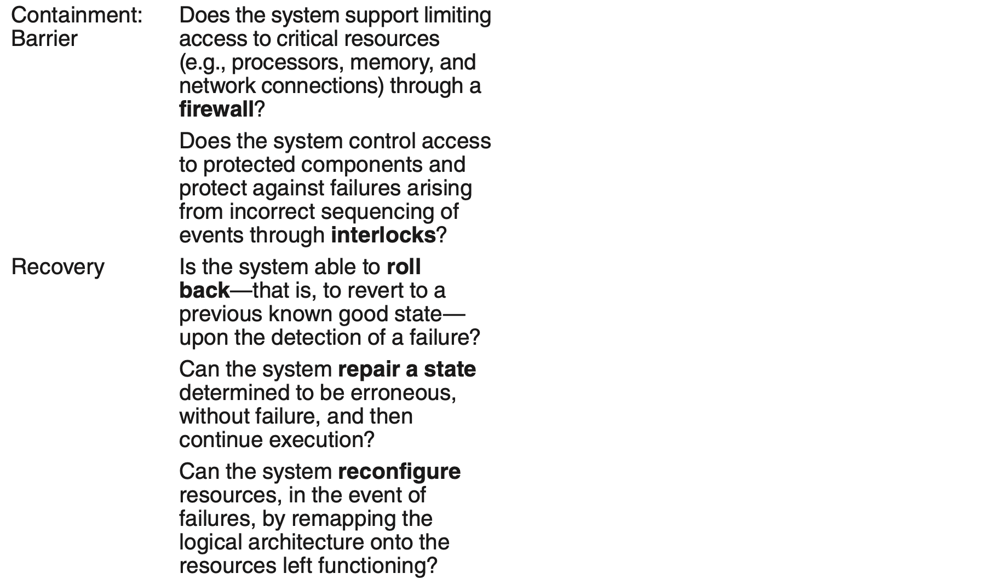 Containment:
Barrier
Does the system support limiting
access to critical resources
(e.g., processors, memory, and
network connections) through a
firewall?
Does the system control access
to protected components and
protect against failures arising
from incorrect sequencing of
events through interlocks?
Recovery
Is the system able to roll
back—that is, to revert to a
previous known good state—
upon the detection of a failure?
Can the system repair a state
determined to be erroneous,
without failure, and then
continue execution?
Can the system reconfigure
resources, in the event of
failures, by remapping the
logical architecture onto the
resources left functioning?